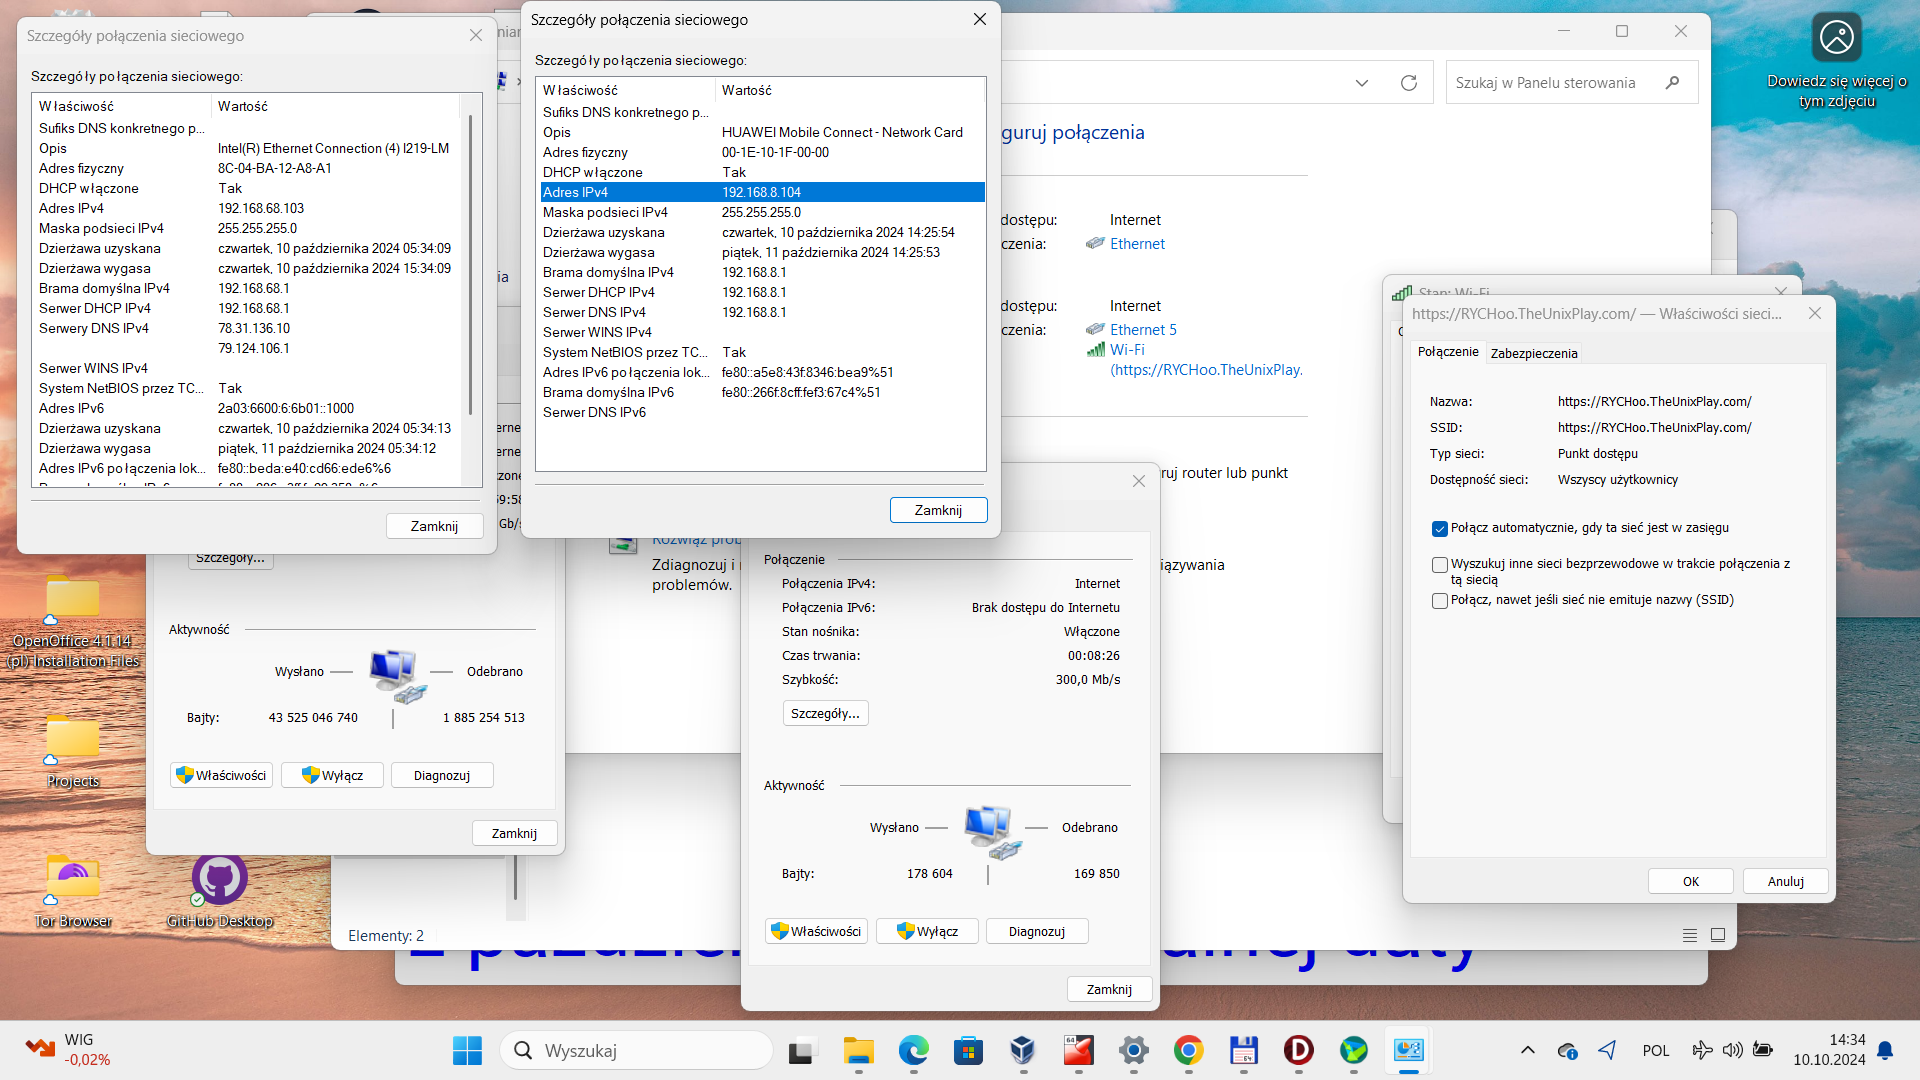 Szczegóły połączenia sieciowego
Szczegóły połączenia sieciowego:
Właściwość Wartość
Sufiks DNS konkretnego p...
Opis Intel(R) Ethernet Connection (4) I219-LM
Adres fizyczny 8C-04-BA-12-A8-A1
DHCP włączone Tak
Adres IPv4 192.168.68.103
Maska podsieci IPv4 255.255.255.0
Dzierżawa uzyskana czwartek, 10 października 2024 05:34:09
Dzierżawa wygasa czwartek, 10 października 2024 15:34:09
Brama domyślna IPv4 192.168.68.1
Serwer DHCP IPv4 192.168.68.1
Serwery DNS IPv4 78.31.136.10
79.124.106.1
Serwer WINS IPv4
System NetBIOS przez TC... Tak
Adres IPv6 2a03:6600:6:6b01::1000
Dzierżawa uzyskana czwartek, 10 października 2024 05:34:13
Dzierżawa wygasa piątek, 11 października 2024 05:34:12
Adres IPv6 połączenia lok... fe80::beda:e40:cd66:ede6%6
Zamknij
Szczegóły połączenia sieciowego
Szczegóły połączenia sieciowego:
Właściwość Wartość
Sufiks DNS konkretnego p...
Opis HUAWEI Mobile Connect - Network Card
Adres fizyczny 00-1E-10-1F-00-00
DHCP włączone Tak
Adres IPv4 192.168.8.104
Maska podsieci IPv4 255.255.255.0
Dzierżawa uzyskana czwartek, 10 października 2024 14:25:54
Dzierżawa wygasa piątek, 11 października 2024 14:25:53
Brama domyślna IPv4 192.168.8.1
Serwer DHCP IPv4 192.168.8.1
Serwer DNS IPv4 192.168.8.1
Serwer WINS IPv4
System NetBIOS przez TC... Tak
Adres IPv6 połączenia lok... fe80::a5e8:43f:8346:bea9%51
Brama domyślna IPv6 fe80::266f:8cff:fef3:67c4%51
Serwer DNS IPv6
Zamknij
Szukaj w Panelu sterowania
guruj połączenia
dostępu: Internet
czenia: Ethernet
dostępu: Internet
czenia: Ethernet 5
Wi-Fi
(https://RYCHoo.TheUnixPlay.
uj router lub punkt
Zdiagnozuj i
problemów.
iązywania
Dowiedz się więcej o
tym zdjęciu
Stan: Wi-Fi
https://RYCHoo.TheUnixPlay.com/ — Właściwości sieci...
Połączenie Zabezpieczenia
Nazwa: https://RYCHoo.TheUnixPlay.com/
SSID: https://RYCHoo.TheUnixPlay.com/
Typ sieci: Punkt dostępu
Dostępność sieci: Wszyscy użytkownicy
Połącz automatycznie, gdy ta sieć jest w zasięgu
Wyszukuj inne sieci bezprzewodowe w trakcie połączenia z
tą siecią
Połącz, nawet jeśli sieć nie emituje nazwy (SSID)
OK Anuluj
Szczegóły...
Aktywność
Wysłano Odebrano
Bajty: 43 525 046 740 1 885 254 513
Właściwości Wyłącz Diagnozuj
Zamknij
Połączenie
Połączenia IPv4: Internet
Połączenia IPv6: Brak dostępu do Internetu
Stan nośnika: Włączone
Czas trwania: 00:08:26
Szybkość: 300,0 Mb/s
Szczegóły...
Aktywność
Wysłano Odebrano
Bajty: 178 604 169 850
Właściwości Wyłącz Diagnozuj
Zamknij
Elementy: 2
OpenOffice 4.1.14
(pl) Installation Files
Projects
Tor Browser
GitHub Desktop
WIG
-0,02%
Wyszukaj
64
64
POL
14:34
10.10.2024